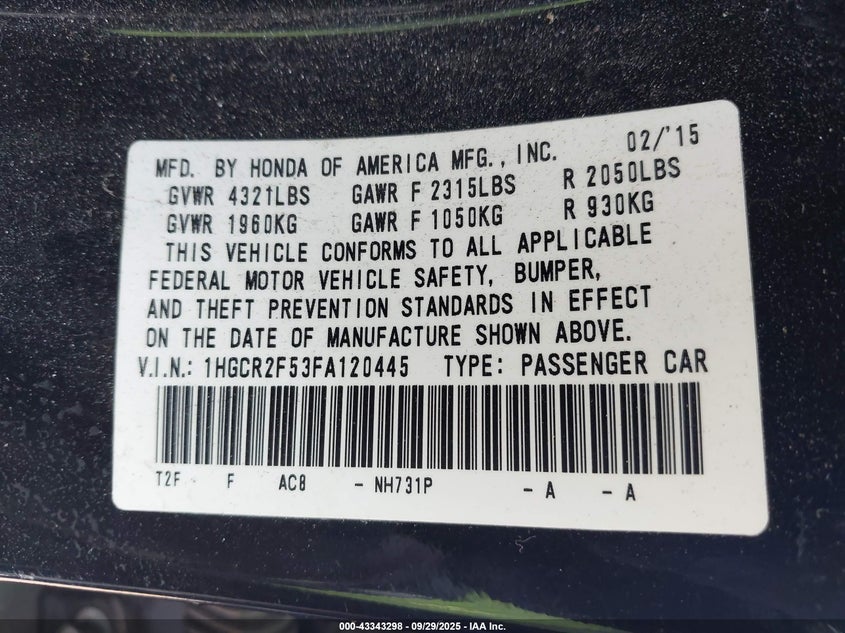 02/'15
MFD. BY HONDA OF AMERICA MFG., INC.
GVWR 4321LBS GAWR F 2315LBS R 2050LBS
GVWR 1960KG GAWR F 1050KG R 930KG
THIS VEHICLE CONFORMS TO ALL APPLICABLE
FEDERAL MOTOR VEHICLE SAFETY, BUMPER,
AND THEFT PREVENTION STANDARDS IN EFFECT
ON THE DATE OF MANUFACTURE SHOWN ABOVE.
V.I.N.: 1HGCR2F53FA120445 TYPE: PASSENGER CAR
T2F F AC8 - NH731P - A - A
000-43343298 - 09/29/2025 - IAA Inc.